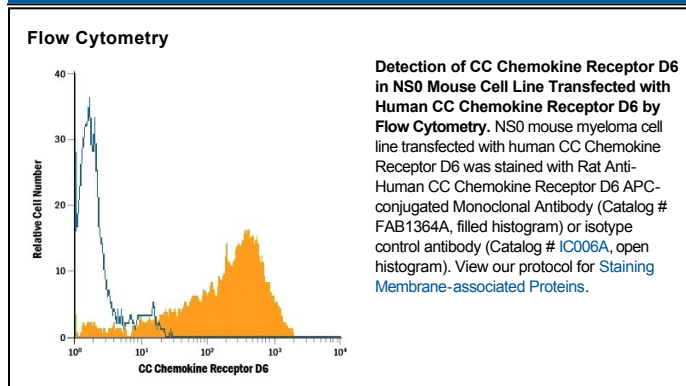 Flow Cytometry
40
30
20
10
0
Relative Cell Number
10⁰ 10¹ 10² 10³ 10⁴
CC Chemokine Receptor D6
Detection of CC Chemokine Receptor D6
in NS0 Mouse Cell Line Transfected with
Human CC Chemokine Receptor D6 by
Flow Cytometry. NS0 mouse myeloma cell
line transfected with human CC Chemokine
Receptor D6 was stained with Rat Anti-
Human CC Chemokine Receptor D6 APC-
conjugated Monoclonal Antibody (Catalog #
FAB1364A, filled histogram) or isotype
control antibody (Catalog # IC006A, open
histogram). View our protocol for Staining
Membrane-associated Proteins.